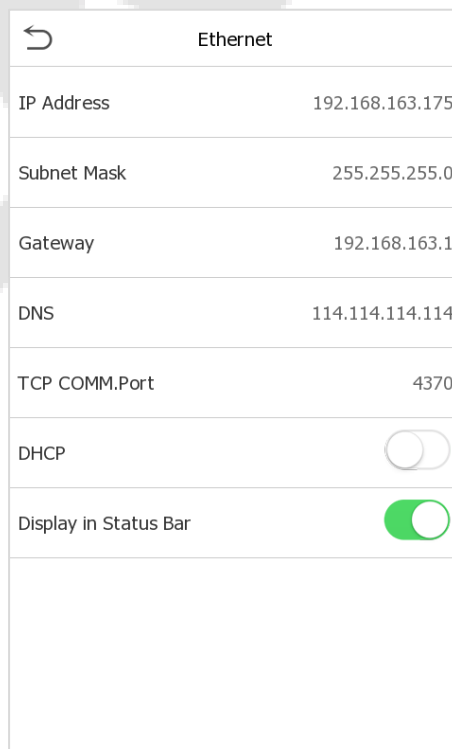 Ethernet
IP Address 192.168.163.175
Subnet Mask 255.255.255.0
Gateway 192.168.163.1
DNS 114.114.114.114
TCP COMM.Port 4370
DHCP
Display in Status Bar